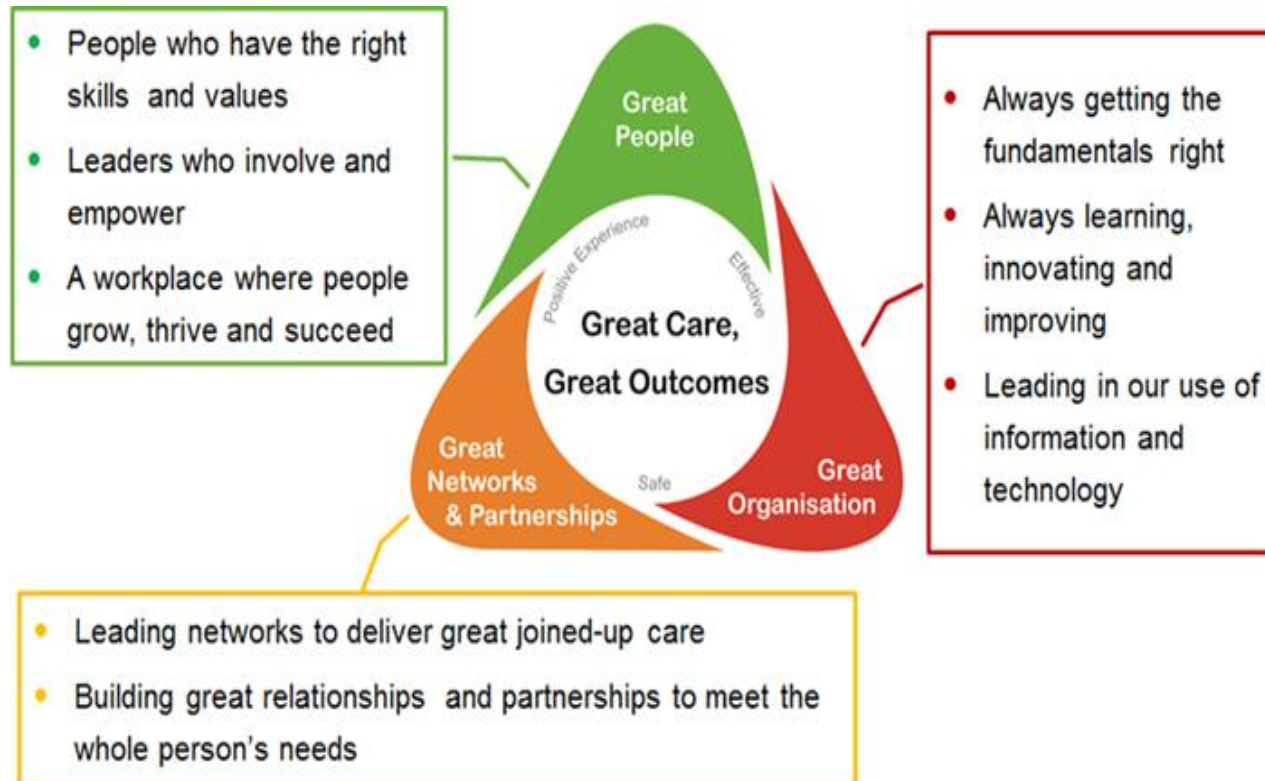 • People who have the right
skills and values
• Leaders who involve and
empower
• A workplace where people
grow, thrive and succeed
Great
People
• Always getting the
fundamentals right
• Always learning,
innovating and
improving
• Leading in our use of
information and
technology
Positive Experience
Effective
Great Care,
Great Outcomes
Safe
Great
Networks
& Partnerships
Great
Organisation
• Leading networks to deliver great joined-up care
• Building great relationships and partnerships to meet the
whole person's needs